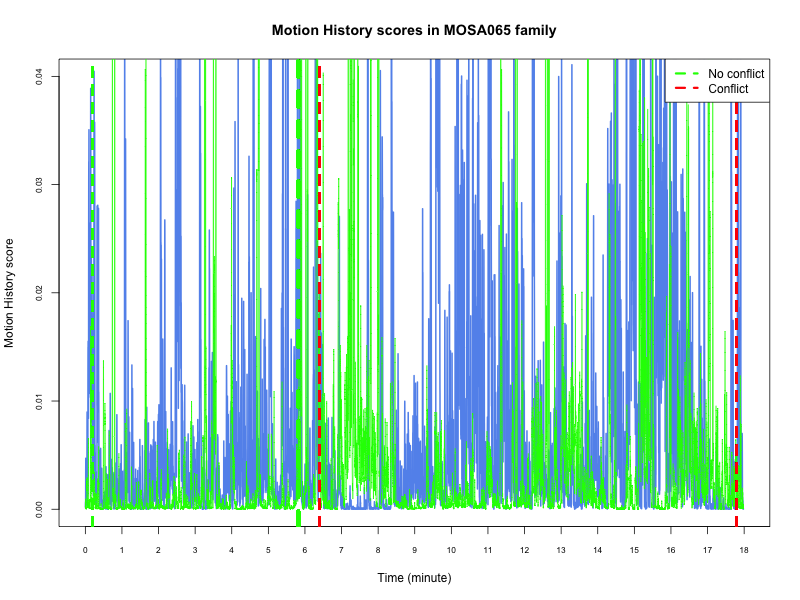 Motion History scores in MOSA065 family
No conflict
Conflict
Motion History score
0.04
0.03
0.02
0.01
0.00
0 1 2 3 4 5 6 7 8 9 10 11 12 13 14 15 16 17 18
Time (minute)